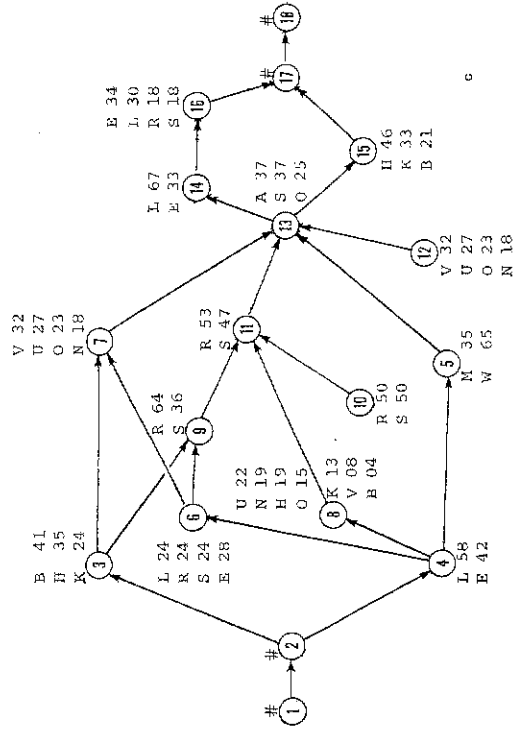 #
1
#
2
B 41
H 35
K 24
3
L 58
E 42
4
L 24
R 24
S 24
E 28
6
V 32
U 27
O 23
N 18
7
R 64
S 36
9
U 22
N 19
H 19
O 15
K 13
V 08
B 04
8
R 50
S 50
10
R 53
S 47
11
M 35
W 65
5
V 32
U 27
O 23
N 18
12
A 37
S 37
O 25
13
L 67
E 33
14
H 46
K 33
B 21
15
E 34
L 30
R 18
S 18
16
#
17
#
18